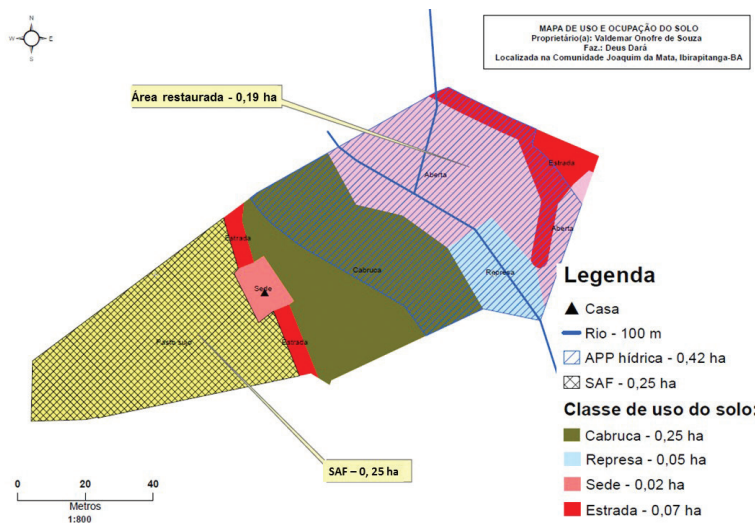 N
W E
S
MAPA DE USO E OCUPAÇÃO DO SOLO
Proprietário(a): Valdemar Onofre de Souza
Faz.: Deus Dará
Localizada na Comunidade Joaquim da Mata, Ibirapitanga-BA
Área restaurada - 0,19 ha
Estrada
Aberta
Aberta
Estrada
Cabruca
Represa
Sede
Estrada
Pasto sujo
SAF – 0, 25 ha
Legenda
Casa
Rio - 100 m
APP hídrica - 0,42 ha
SAF - 0,25 ha
Classe de uso do solo:
Cabruca - 0,25 ha
Represa - 0,05 ha
Sede - 0,02 ha
Estrada - 0,07 ha
0 20 40
Metros
1:800